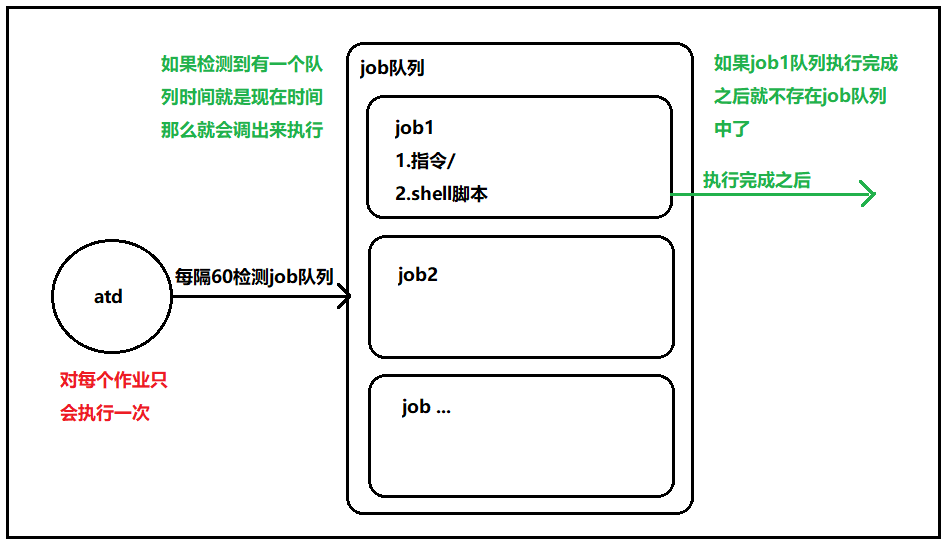 如果检测到有一个队
列时间就是现在时间
那么就会调出来执行
job队列
job1
1.指令/
2.shell脚本
如果job1队列执行完成
之后就不存在job队列
中了
执行完成之后
atd
每隔60检测job队列
对每个作业只
会执行一次
job2
job ...